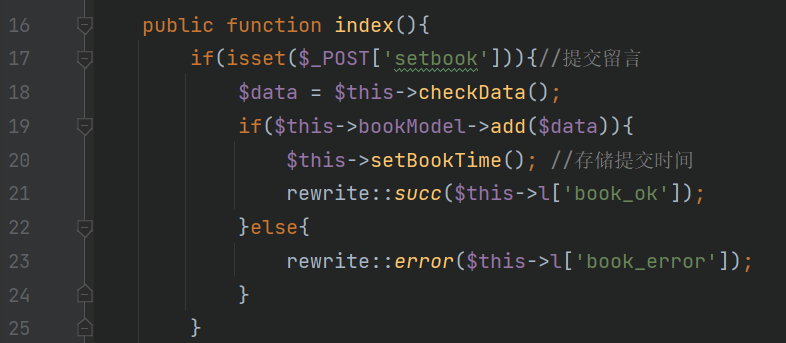 16 public function index(){
17 if(isset($_POST['setbook'])){//提交留言
18 $data = $this->checkData();
19 if($this->bookModel->add($data)){
20 $this->setBookTime(); //存储提交时间
21 rewrite::succ($this->l['book_ok']);
22 }else{
23 rewrite::error($this->l['book_error']);
24 }
25 }